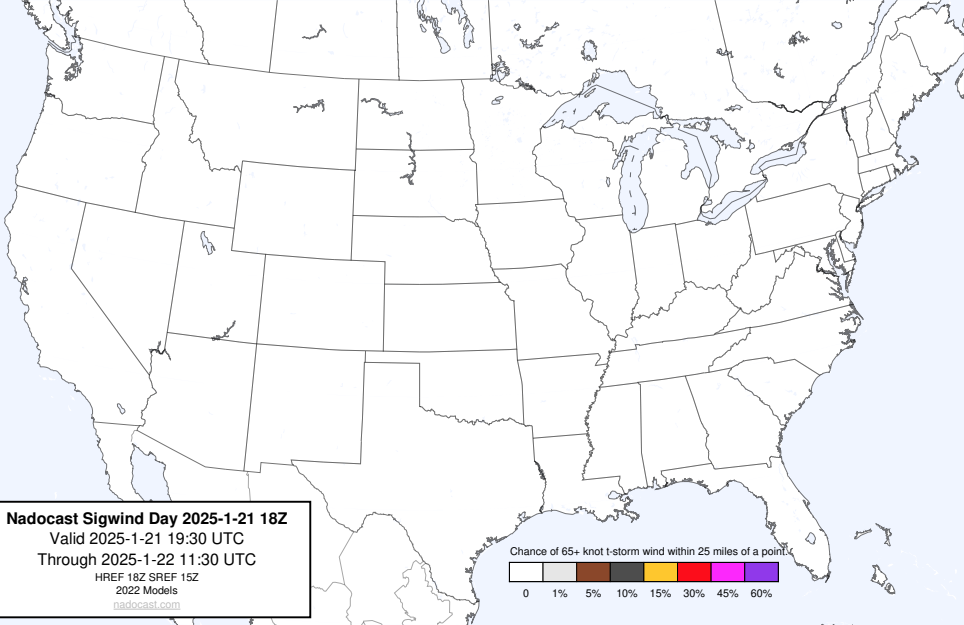 Nadocast Sigwind Day 2025-1-21 18Z
Valid 2025-1-21 19:30 UTC
Through 2025-1-22 11:30 UTC
HREF 18Z SREF 15Z
2022 Models
nadocast.com
Chance of 65+ knot t-storm wind within 25 miles of a point.
0 1% 5% 10% 15% 30% 45% 60%